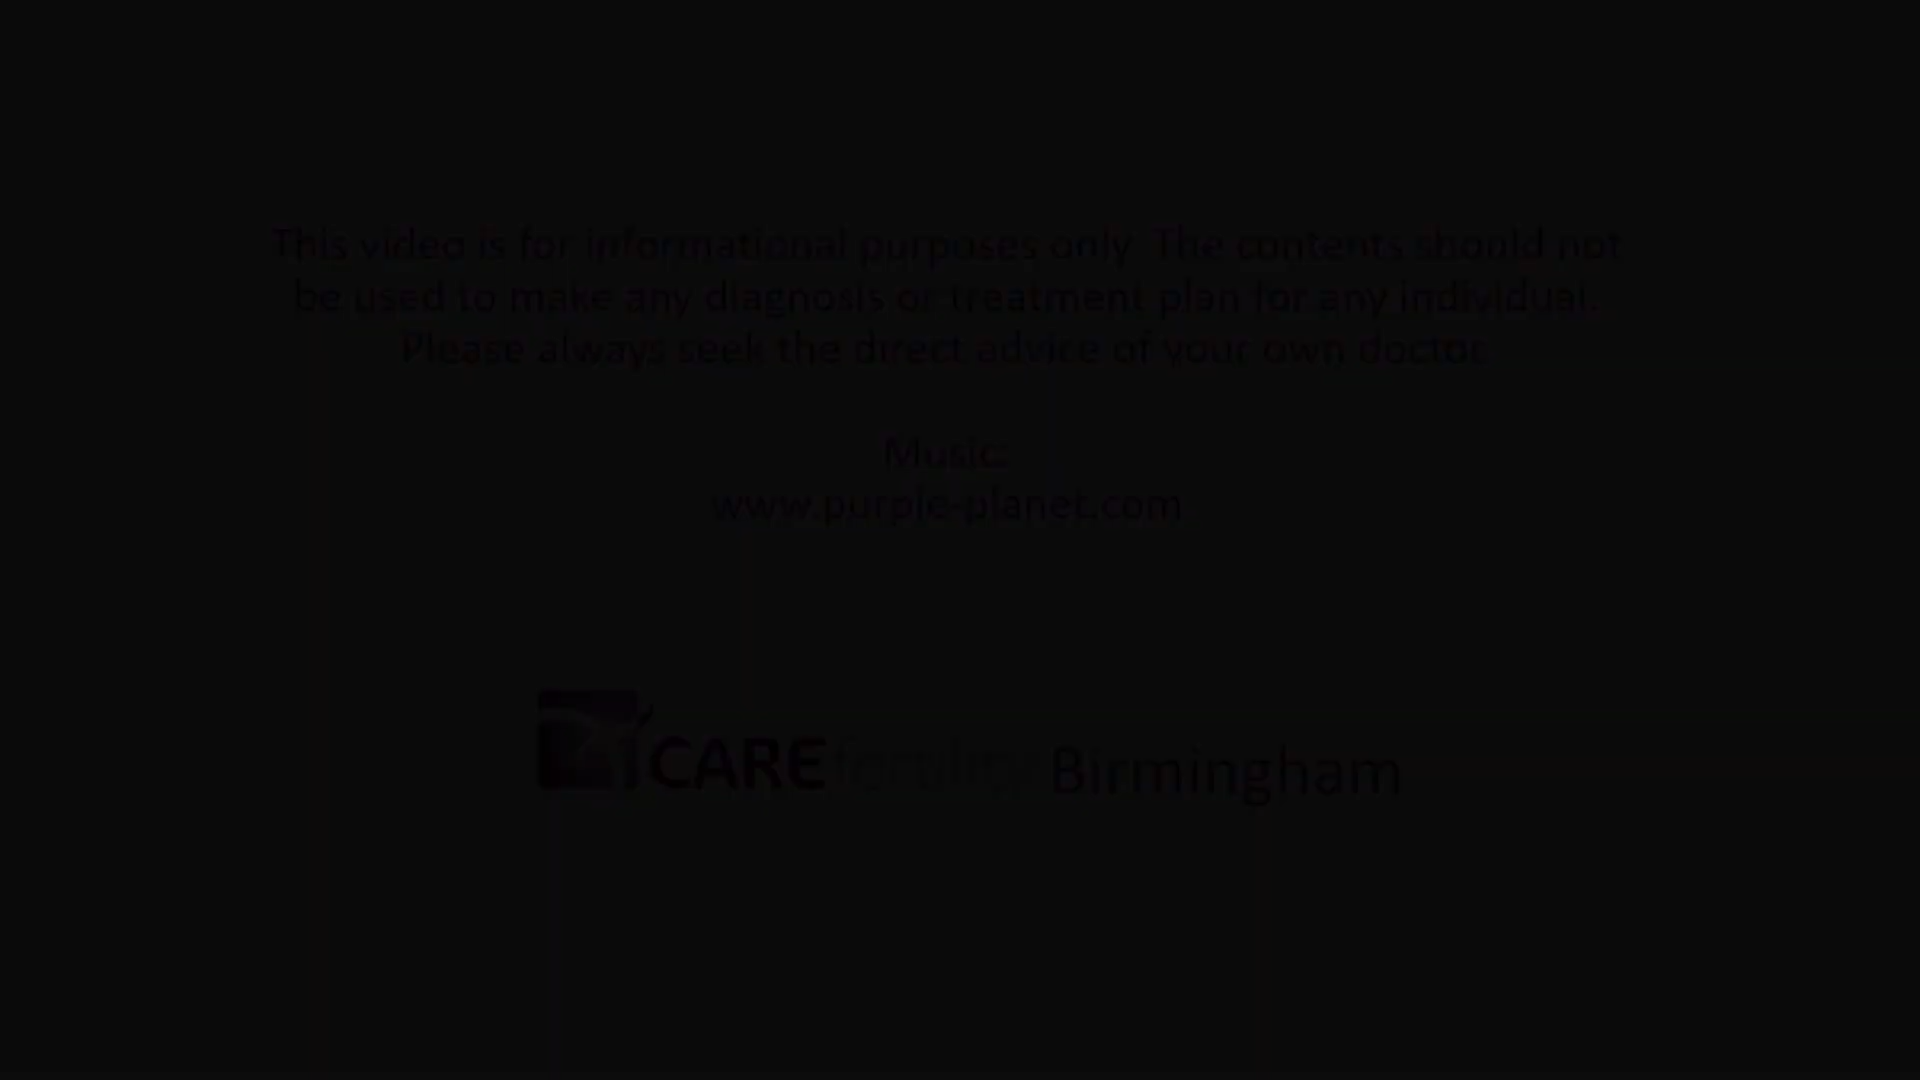 This video is for informational purposes only. The contents should not
be used to make any diagnosis or treatment plan for any individual.
Please always seek the direct advice of your own doctor.
Music:
www.purple-planet.com
CARE fertility Birmingham